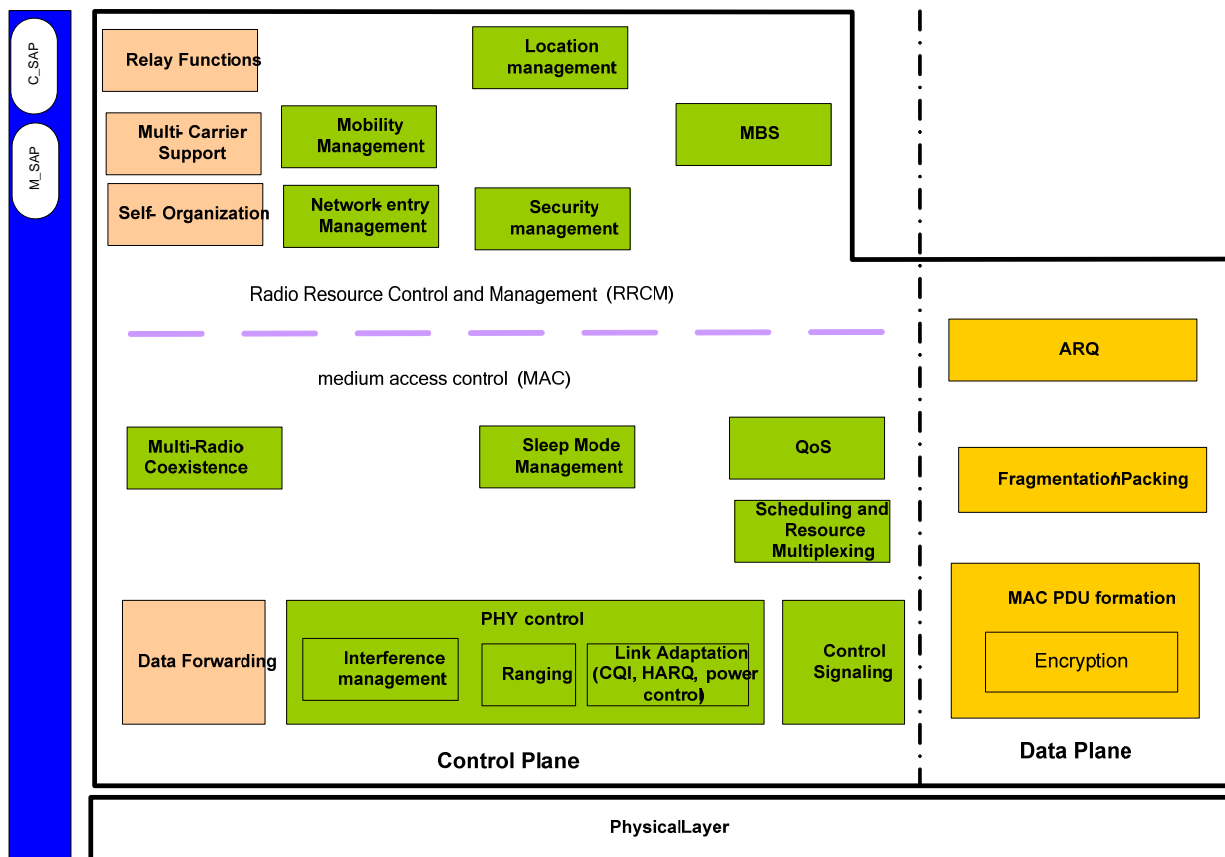 C_SAP
M_SAP
Relay Functions
Location
management
Multi- Carrier
Support
Mobility
Management
MBS
Self- Organization
Network-entry
Management
Security
management
Radio Resource Control and Management (RRCM)
medium access control (MAC)
ARQ
Multi-Radio
Coexistence
Sleep Mode
Management
QoS
Fragmentation/Packing
Scheduling and
Resource
Multiplexing
Data Forwarding
PHY control
Interference
management
Ranging
Link Adaptation
(CQI, HARQ, power
control)
Control
Signaling
MAC PDU formation
Encryption
Control Plane
Data Plane
PhysicalLayer